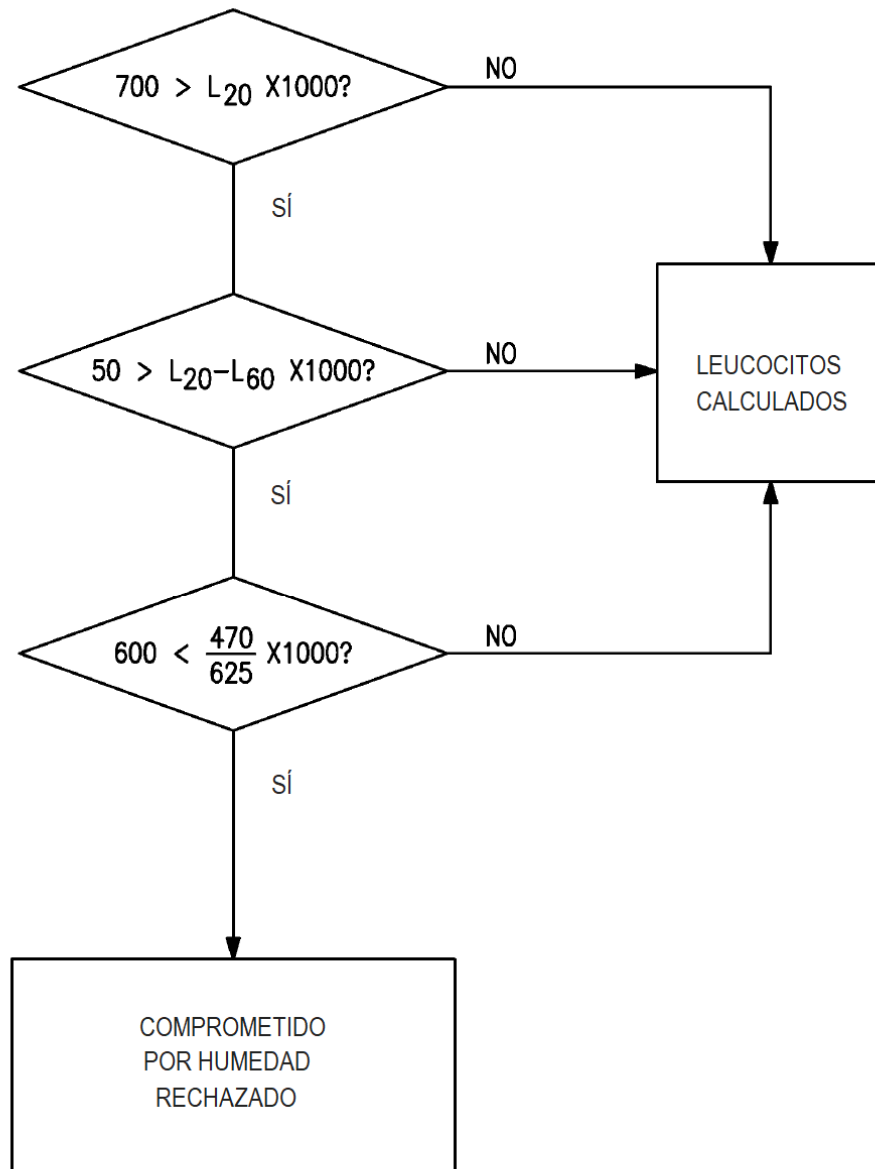 700 > L20 X1000?
NO
SÍ
50 > L20-L60 X1000?
NO
LEUCOCITOS
CALCULADOS
SÍ
600 < 470/625 X1000?
NO
SÍ
COMPROMETIDO
POR HUMEDAD
RECHAZADO